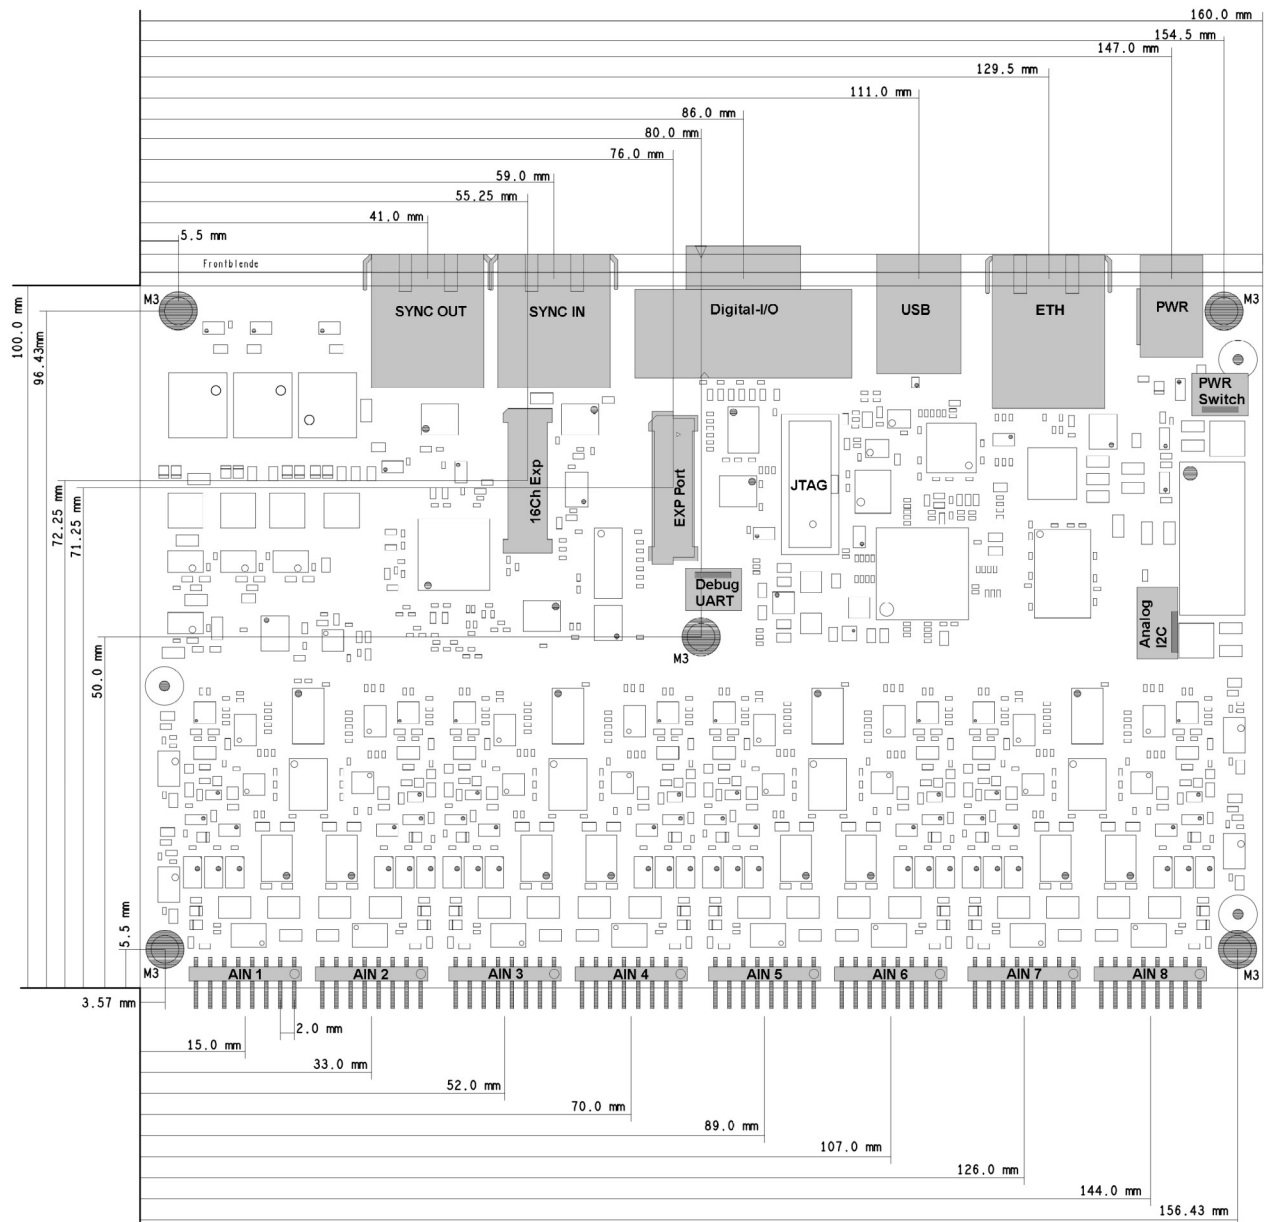 160.0 mm
154.5 mm
147.0 mm
129.5 mm
111.0 mm
86.0 mm
80.0 mm
76.0 mm
59.0 mm
55.25 mm
41.0 mm
5.5 mm
Frontblende
M3
M3
SYNC OUT
SYNC IN
Digital-I/O
USB
ETH
PWR
100.0 mm
96.43mm
PWR
Switch
16Ch Exp
EXP Port
JTAG
72.25 mm
71.25 mm
Debug
UART
Analog
I2C
50.0 mm
M3
5.5 mm
M3
M3
AIN 1
AIN 2
AIN 3
AIN 4
AIN 5
AIN 6
AIN 7
AIN 8
3.57 mm
2.0 mm
15.0 mm
33.0 mm
52.0 mm
70.0 mm
89.0 mm
107.0 mm
126.0 mm
144.0 mm
156.43 mm